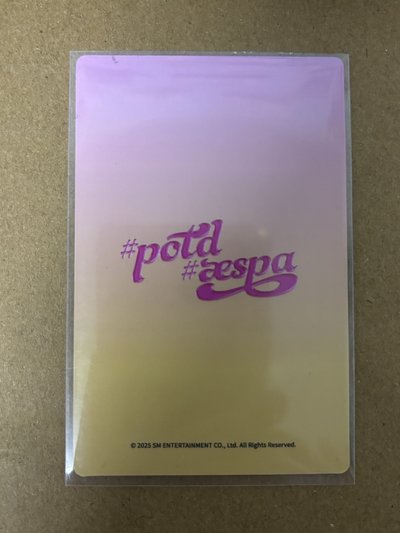 #potd
#æspa
© 2025 SM ENTERTAINMENT CO., Ltd. All Rights Reserved.